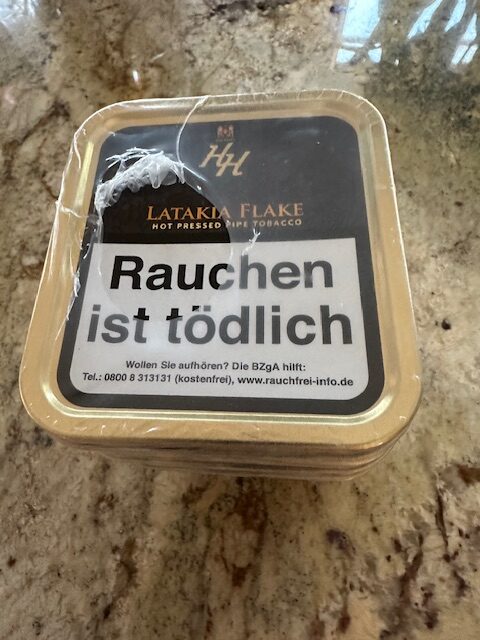 HH
LATAKIA FLAKE
HOT PRESSED PIPE TOBACCO
Rauchen
ist tödlich
Wollen Sie aufhören? Die BZgA hilft:
Tel.: 0800 8 313131 (kostenfrei), www.rauchfrei-info.de